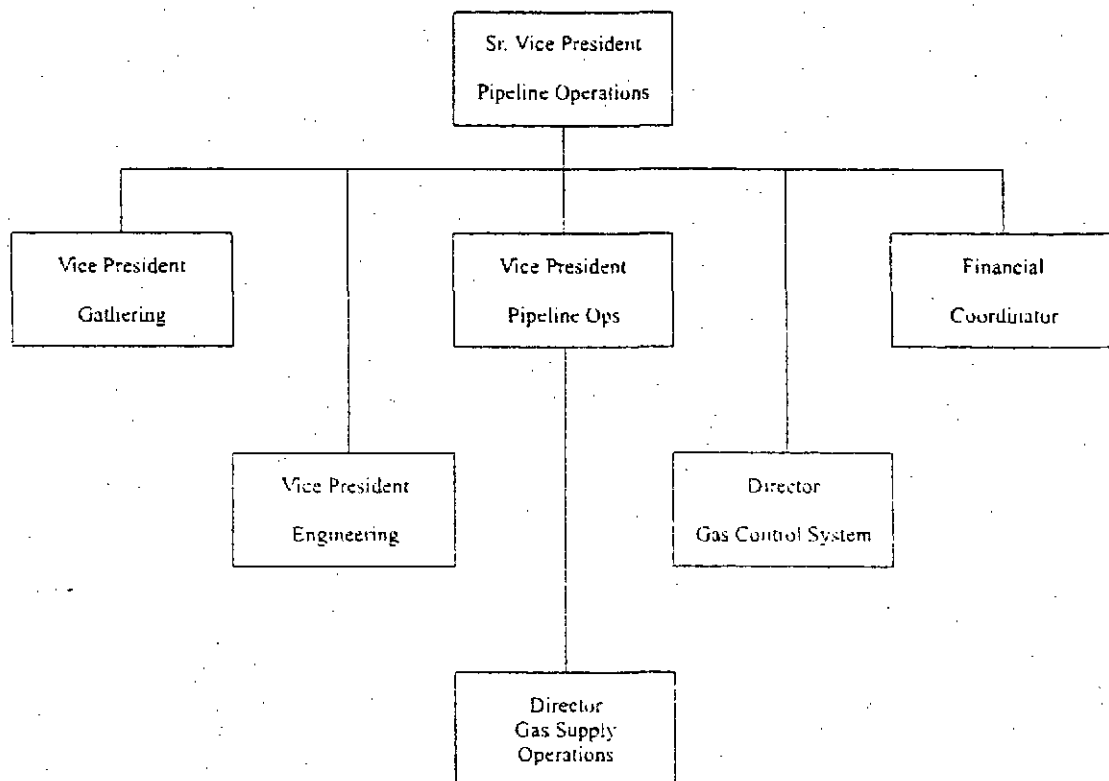 Sr. Vice President
Pipeline Operations
Vice President
Gathering
Vice President
Pipeline Ops
Financial
Coordinator
Vice President
Engineering
Director
Gas Control System
Director
Gas Supply
Operations